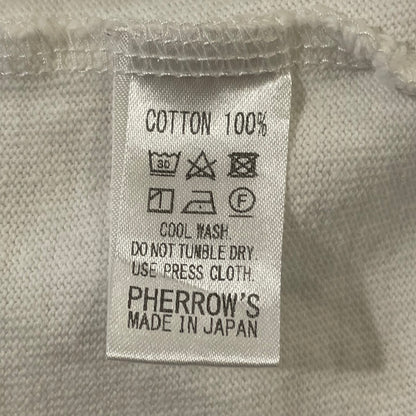 COTTON 100%
30
F
COOL WASH
DO NOT TUMBLE DRY.
USE PRESS CLOTH.
PHERROW'S
MADE IN JAPAN